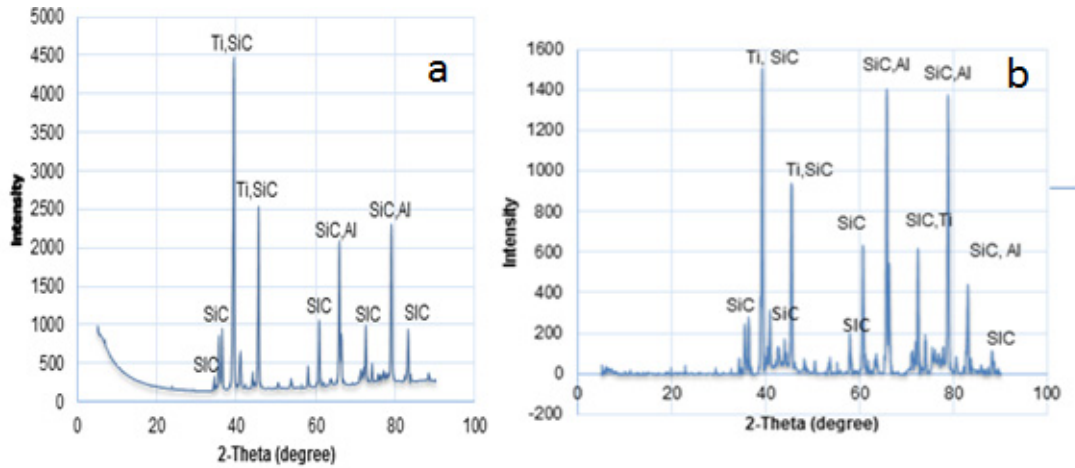 5000
4500
4000
3500
3000
2500
2000
1500
1000
500
0
Intensity
0 20 40 60 80 100
2-Theta (degree)
a
Ti,SiC
Ti,SiC
SiC
SIC
SIC
SiC,Al
SiC,Al
SIC
SIC
1600
1400
1200
1000
800
600
400
200
0
-200
Intensity
0 20 40 60 80 100
2-Theta (degree)
b
Ti, SiC
SiC,Al
SiC,Al
Ti,SiC
SiC
SIC,Ti
SiC, Al
SiC
SiC
SIC
SIC